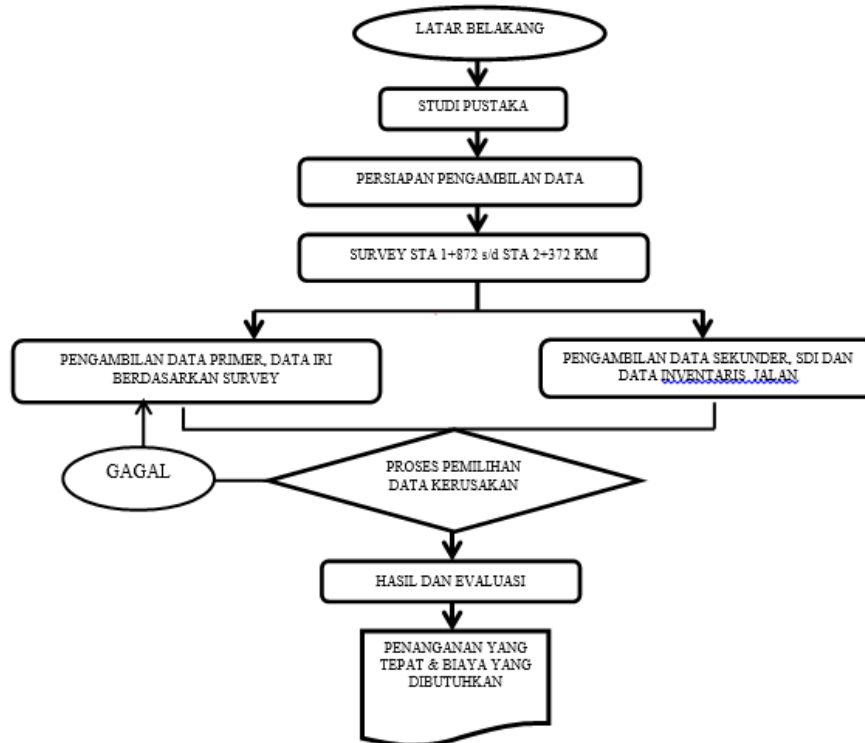 LATAR BELAKANG
STUDI PUSTAKA
PERSIAPAN PENGAMBILAN DATA
SURVEY STA 1+872 s/d STA 2+372 KM
PENGAMBILAN DATA PRIMER, DATA IRI
BERDASARKAN SURVEY
PENGAMBILAN DATA SEKUNDER, SDI DAN
DATA INVENTARIS JALAN
GAGAL
PROSES PEMILIHAN
DATA KERUSAKAN
HASIL DAN EVALUASI
PENANGANAN YANG
TEPAT & BIAYA YANG
DIBUTUHKAN